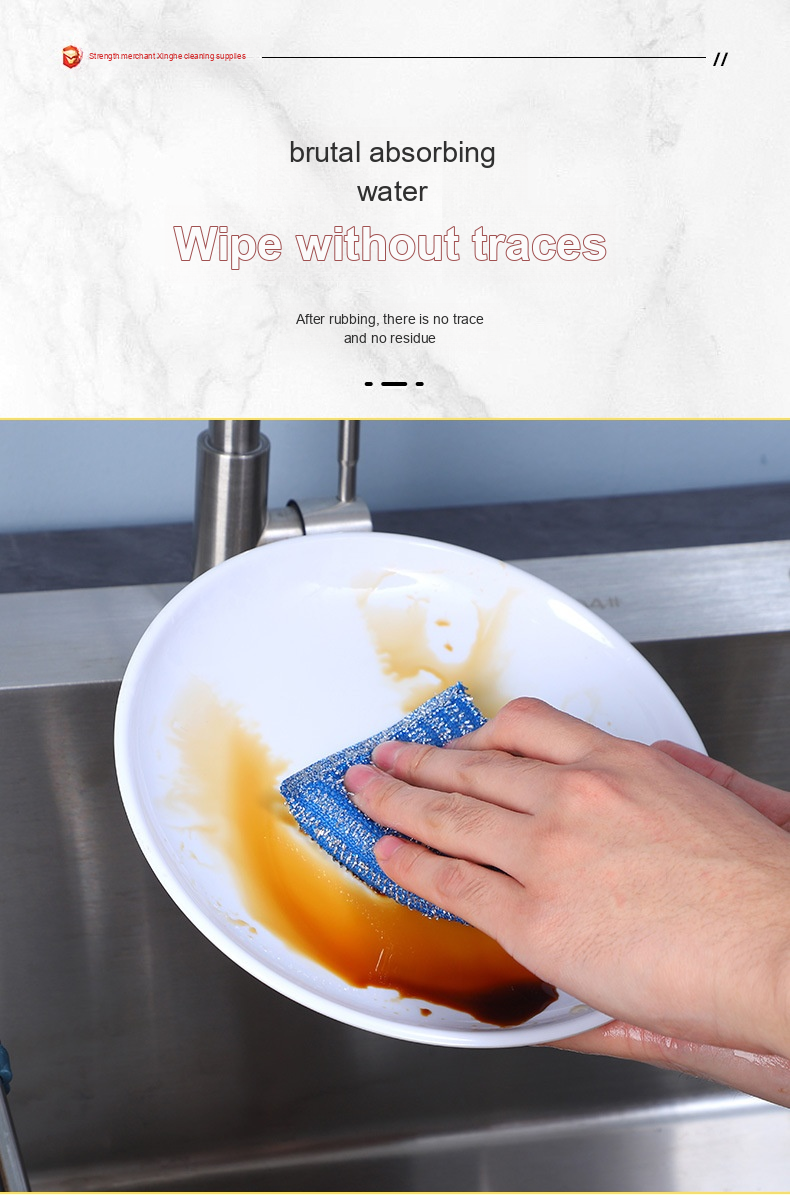 Strength merchant Xinghe cleaning supplies
brutal absorbing
water
Wipe without traces
After rubbing, there is no trace
and no residue